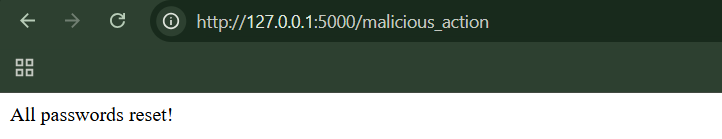 http://127.0.0.1:5000/malicious_action
All passwords reset!